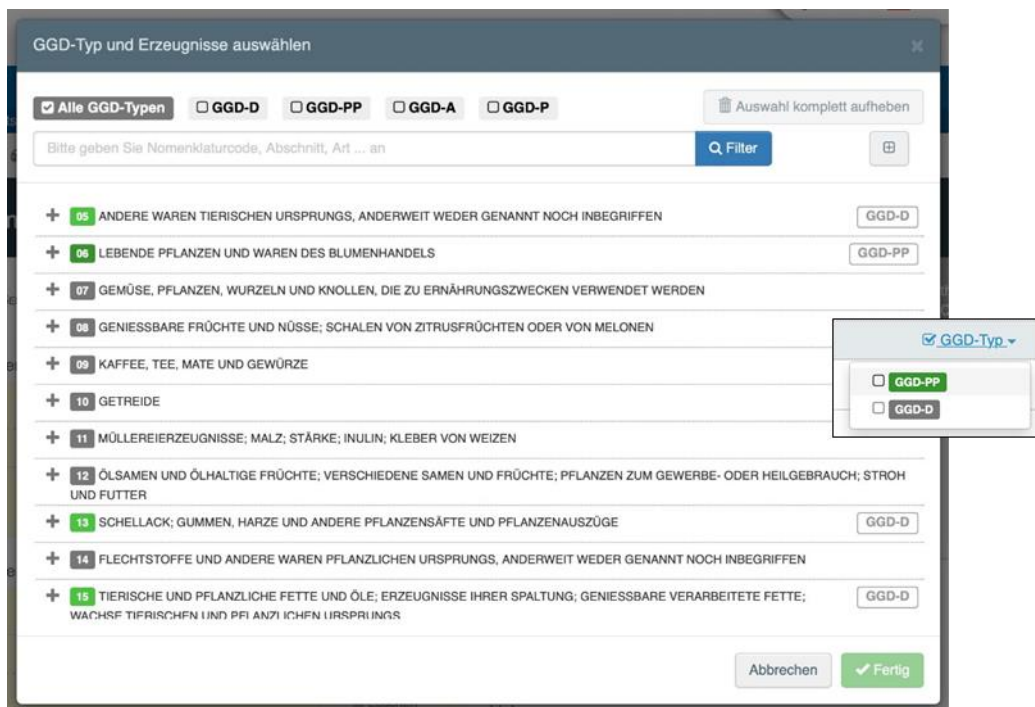 GGD-Typ und Erzeugnisse auswählen
Alle GGD-Typen GGD-D GGD-PP GGD-A GGD-P Auswahl komplett aufheben
Bitte geben Sie Nomenklaturcode, Abschnitt, Art ... an Filter
05 ANDERE WAREN TIERISCHEN URSPRUNGS, ANDERWEIT WEDER GENANNT NOCH INBEGRIFFEN GGD-D
06 LEBENDE PFLANZEN UND WAREN DES BLUMENHANDELS GGD-PP
07 GEMÜSE, PFLANZEN, WURZELN UND KNOLLEN, DIE ZU ERNÄHRUNGSZWECKEN VERWENDET WERDEN
08 GENIESSBARE FRÜCHTE UND NÜSSE; SCHALEN VON ZITRUSFRÜCHTEN ODER VON MELONEN
GGD-Typ
09 KAFFEE, TEE, MATE UND GEWÜRZE
GGD-PP
10 GETREIDE
GGD-D
11 MÜLLEREIERZEUGNISSE; MALZ; STÄRKE; INULIN; KLEBER VON WEIZEN
12 ÖLSAMEN UND ÖLHALTIGE FRÜCHTE; VERSCHIEDENE SAMEN UND FRÜCHTE; PFLANZEN ZUM GEWERBE- ODER HEILGEBRAUCH; STROH
UND FUTTER
13 SCHELLACK; GUMMEN, HARZE UND ANDERE PFLANZENSÄFTE UND PFLANZENAUSZÜGE GGD-D
14 FLECHTSTOFFE UND ANDERE WAREN PFLANZLICHEN URSPRUNGS, ANDERWEIT WEDER GENANNT NOCH INBEGRIFFEN
15 TIERISCHE UND PFLANZLICHE FETTE UND ÖLE; ERZEUGNISSE IHRER SPALTUNG; GENIESSBARE VERARBEITETE FETTE; GGD-D
WACHSE TIERISCHEN UND PFLANZLICHEN URSPRUNGS
Abbrechen Fertig